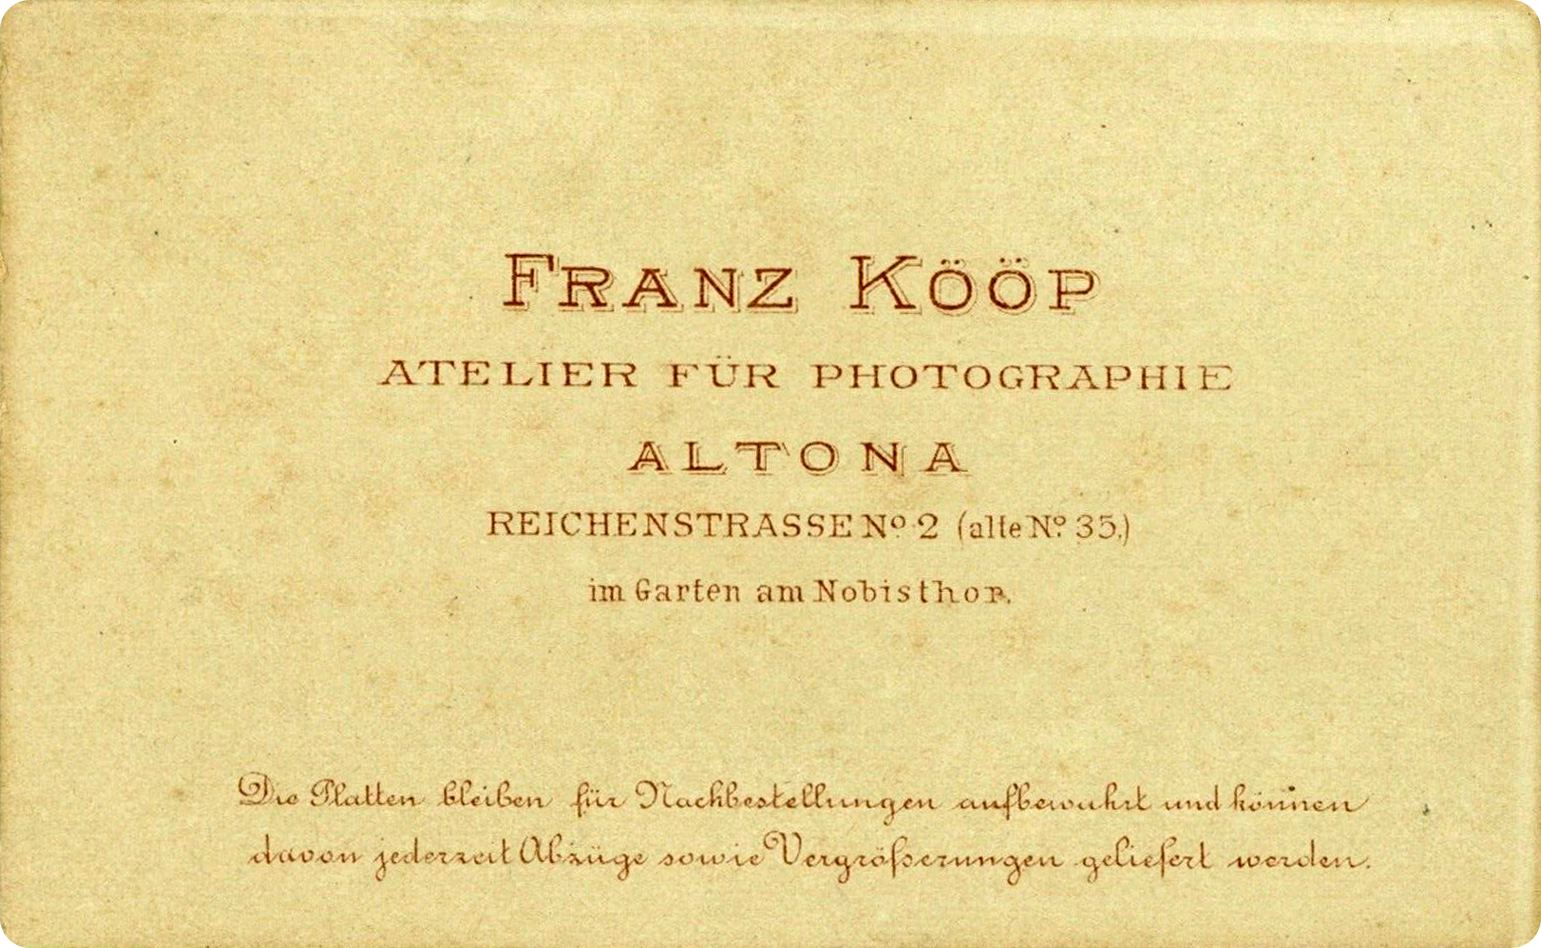 FRANZ KÖÖP
ATELIER FÜR PHOTOGRAPHIE
ALTONA
REICHENSTRASSE Nº 2 (alte Nº 35.)
im Garten am Nobisthor.
Die Platten bleiben für Nachbestellungen aufbewahrt und können
davon jederzeit Abzüge sowie Vergrößerungen geliefert werden.